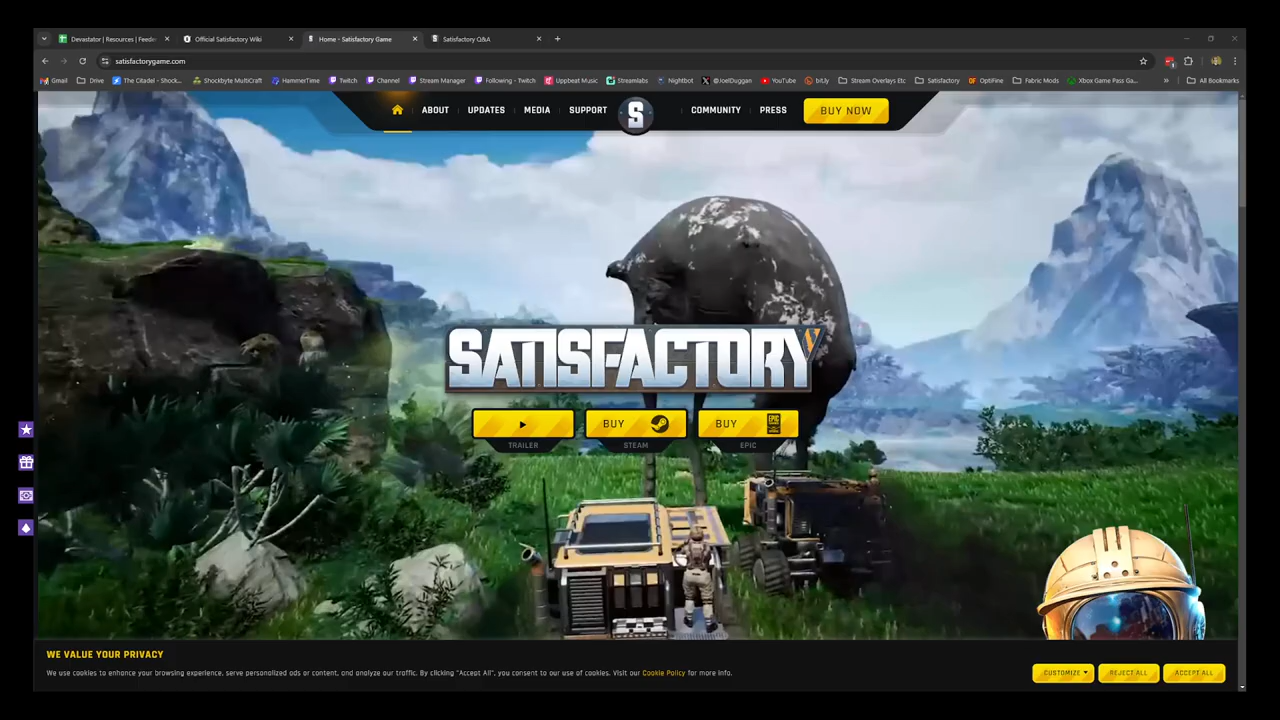 Devastator | Resources | Feede
Official Satisfactory Wiki
Home - Satisfactory Game
Satisfactory Q&A
satisfactorygame.com
Gmail
Drive
The Citadel - Shock...
Shockbyte MultiCraft
HammerTime
Twitch
Channel
Stream Manager
Following - Twitch
Uppbeat Music
Streamlabs
Nightbot
@JoelDuggan
YouTube
bitly
Stream Overlays Etc
Satisfactory
OptiFine
Fabric Mods
Xbox Game Pass Ga...
All Bookmarks
ABOUT
UPDATES
MEDIA
SUPPORT
S
COMMUNITY
PRESS
BUY NOW
SATISFACTORY
BUY
BUY
EPIC GAMES
TRAILER
STEAM
EPIC
WE VALUE YOUR PRIVACY
We use cookies to enhance your browsing experience, serve personalized ads or content, and analyze our traffic. By clicking "Accept All", you consent to our use of cookies. Visit our Cookie Policy for more info.
CUSTOMIZE
REJECT ALL
ACCEPT ALL